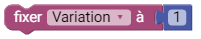 fixer Variation à 1